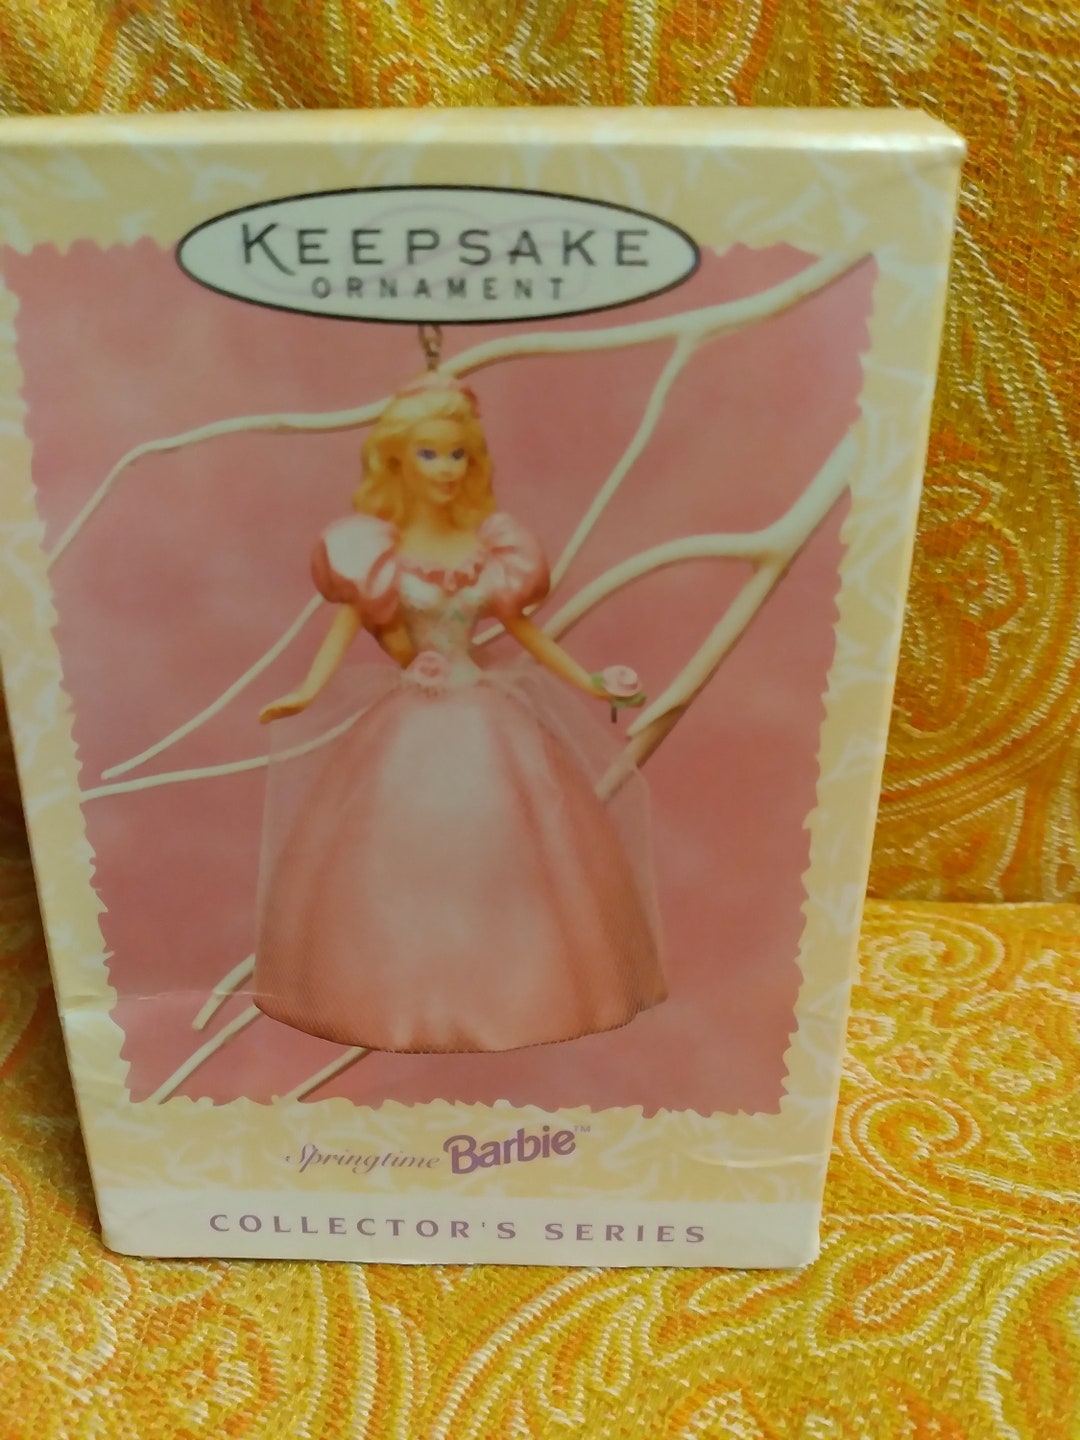 KEEPSAKE
ORNAMENT
Springtime Barbie™
COLLECTOR'S SERIES